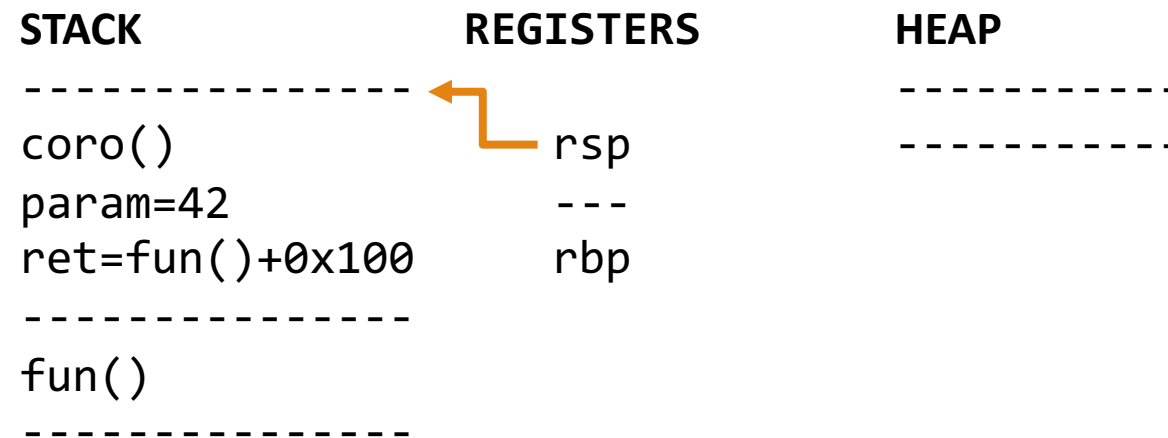 STACK REGISTERS HEAP
--------------- -----------
coro() rsp -----------
param=42 ---
ret=fun()+0x100 rbp
---------------
fun()
---------------